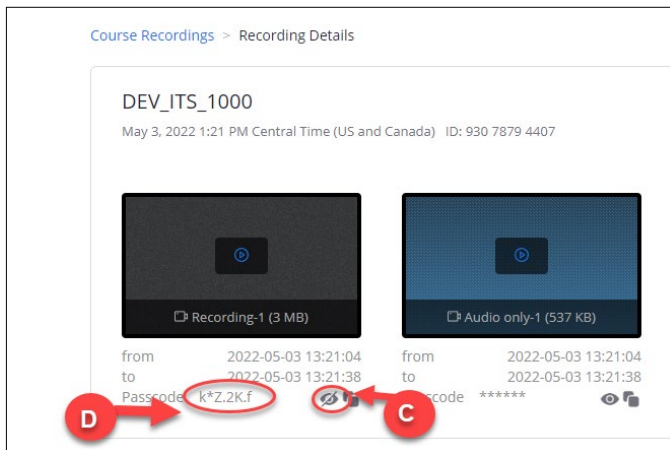 Course Recordings > Recording Details
DEV_ITS_1000
May 3, 2022 1:21 PM Central Time (US and Canada) ID: 930 7879 4407
Recording-1 (3 MB)
Audio only-1 (537 KB)
from 2022-05-03 13:21:04
to 2022-05-03 13:21:38
Passcode k*Z.2K.f
from 2022-05-03 13:21:04
to 2022-05-03 13:21:38
scode ******
D
C